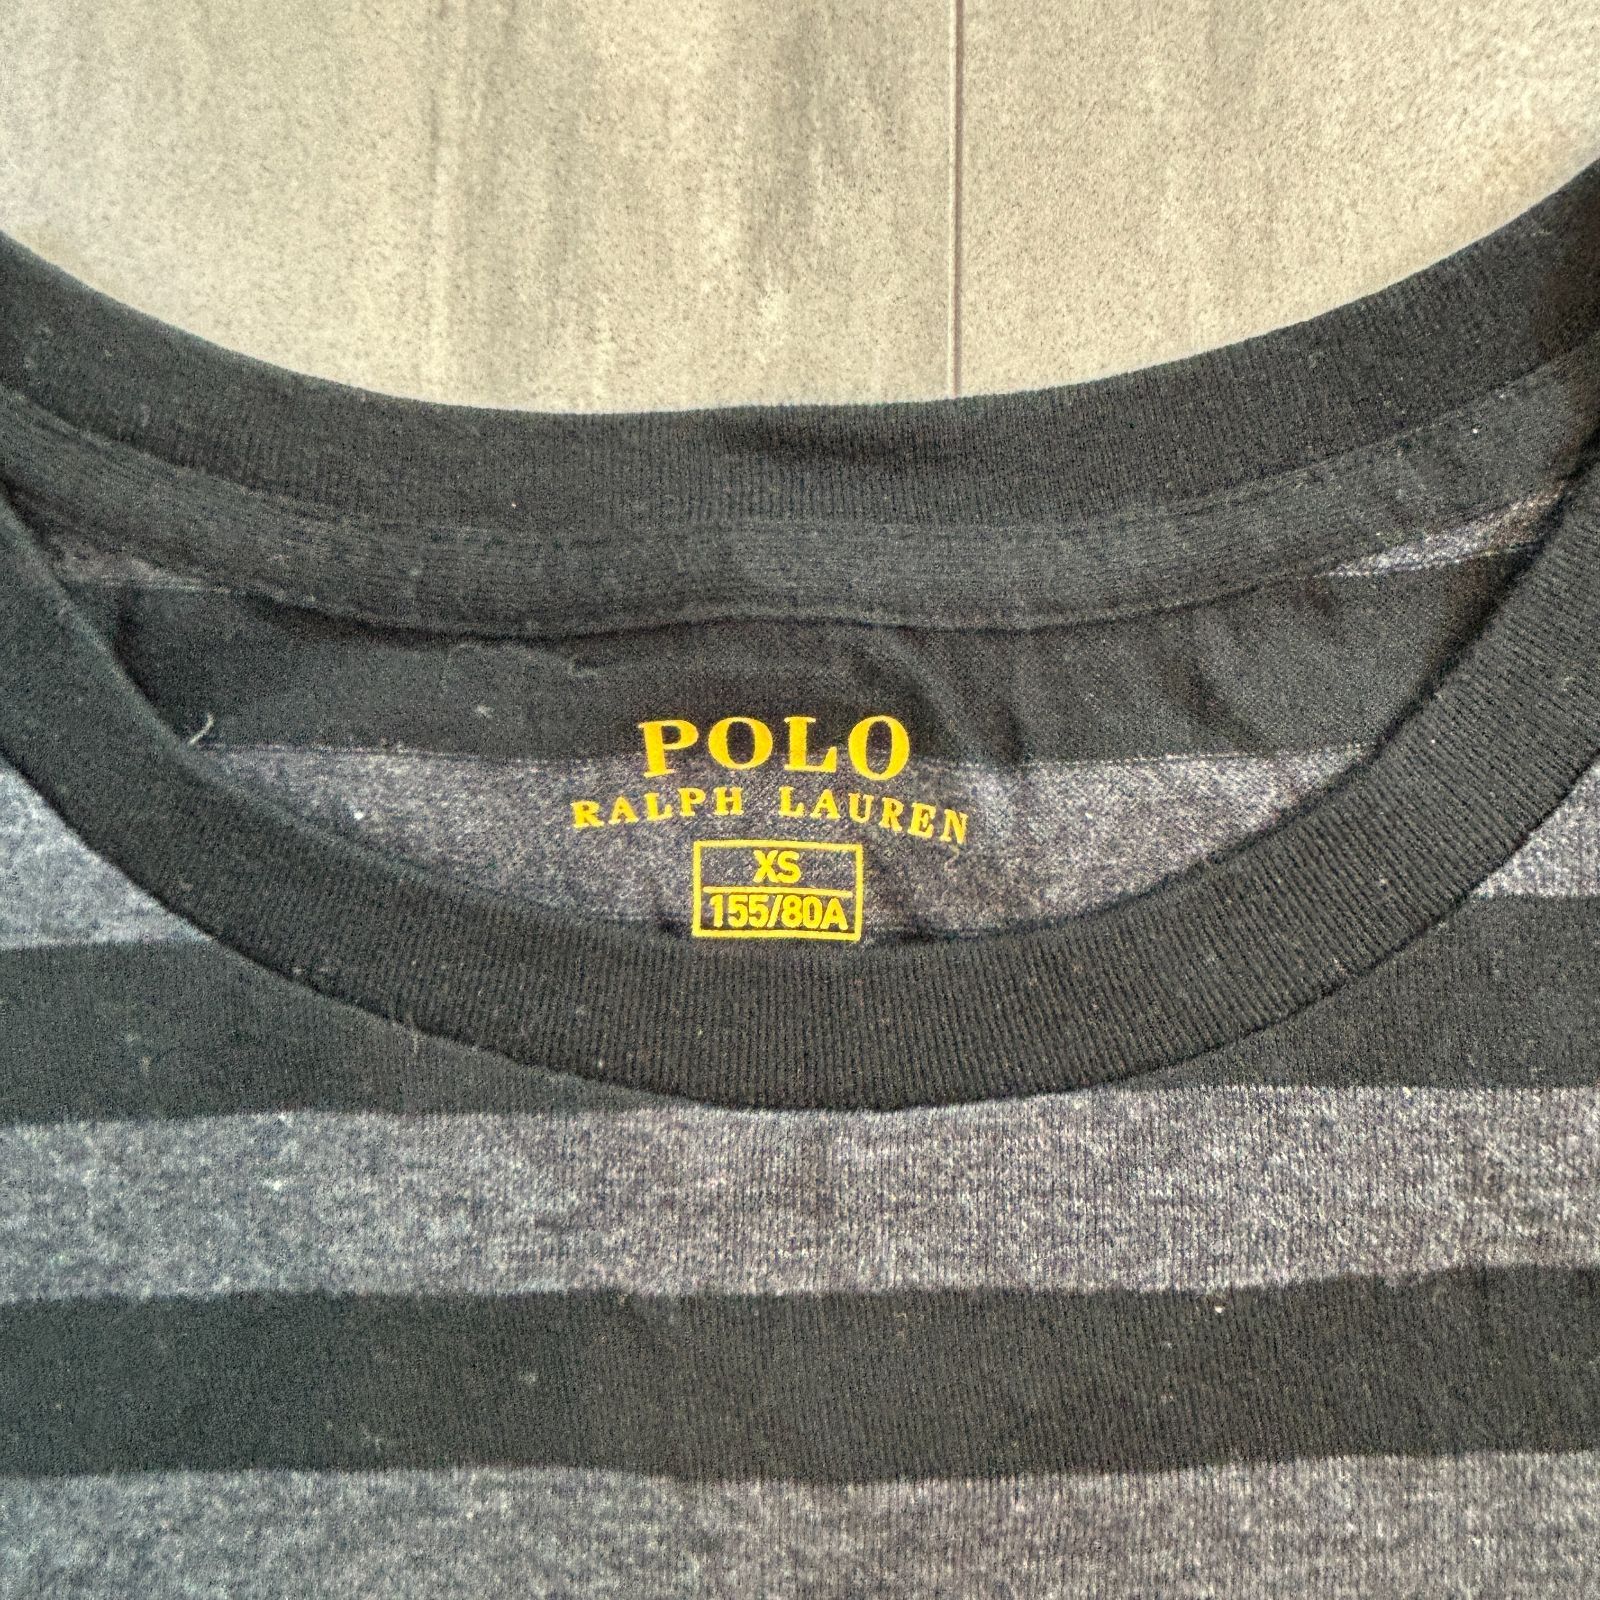 POLO
RALPH LAUREN
XS
155/80A